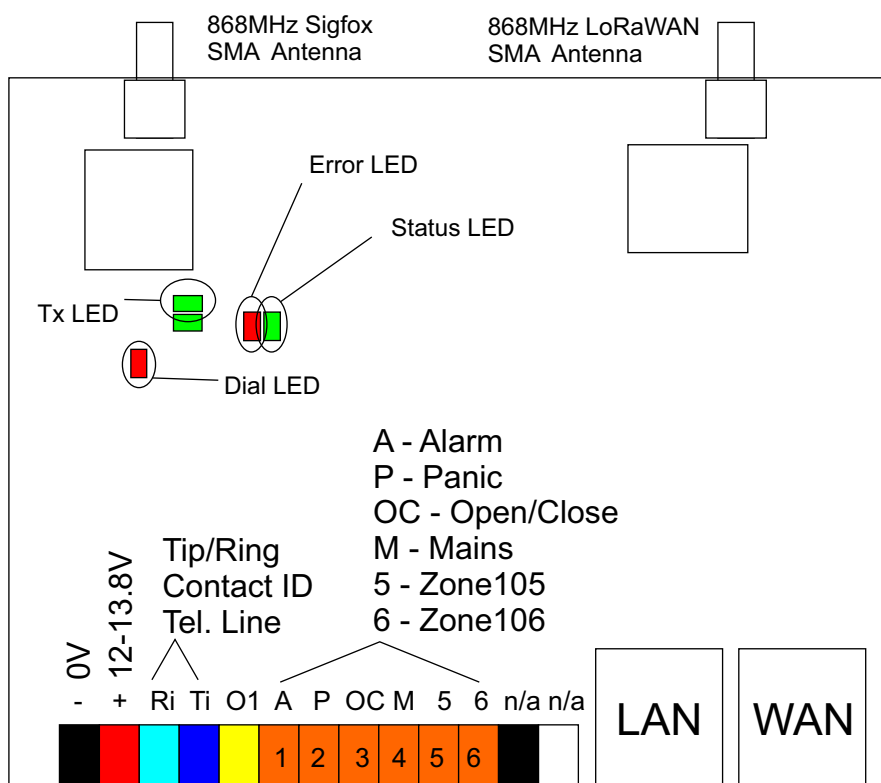 868MHz Sigfox
SMA Antenna
868MHz LoRaWAN
SMA Antenna
Error LED
Status LED
Tx LED
Dial LED
A - Alarm
P - Panic
OC - Open/Close
M - Mains
5 - Zone105
6 - Zone106
Tip/Ring
Contact ID
Tel. Line
0V
12-13.8V
- + Ri Ti O1 A P OC M 5 6 n/a n/a
1 2 3 4 5 6
LAN
WAN